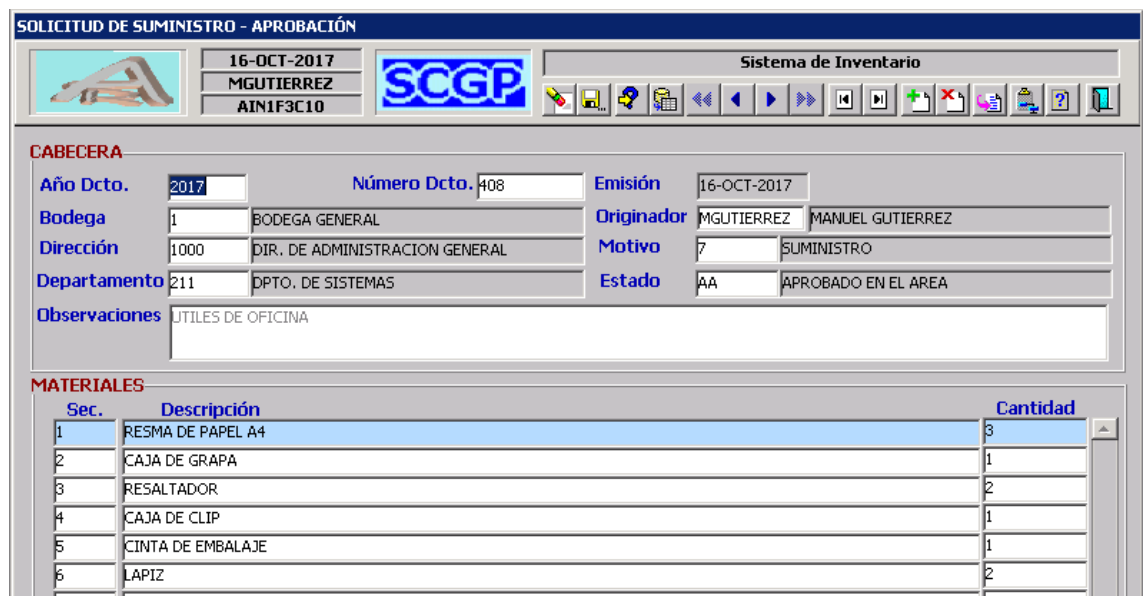 SOLICITUD DE SUMINISTRO - APROBACIÓN
16-OCT-2017
MGUTIERREZ
AIN1F3C10
SCGP
Sistema de Inventario
CABECERA
Año Dcto. 2017 Número Dcto. 408 Emisión 16-OCT-2017
Bodega 1 BODEGA GENERAL Originador MGUTIERREZ MANUEL GUTIERREZ
Dirección 1000 DIR. DE ADMINISTRACION GENERAL Motivo 7 SUMINISTRO
Departamento 211 DPTO. DE SISTEMAS Estado AA APROBADO EN EL AREA
Observaciones UTILES DE OFICINA
MATERIALES
Sec. Descripción Cantidad
1 RESMA DE PAPEL A4 3
2 CAJA DE GRAPA 1
3 RESALTADOR 2
4 CAJA DE CLIP 1
5 CINTA DE EMBALAJE 1
6 LAPIZ 2